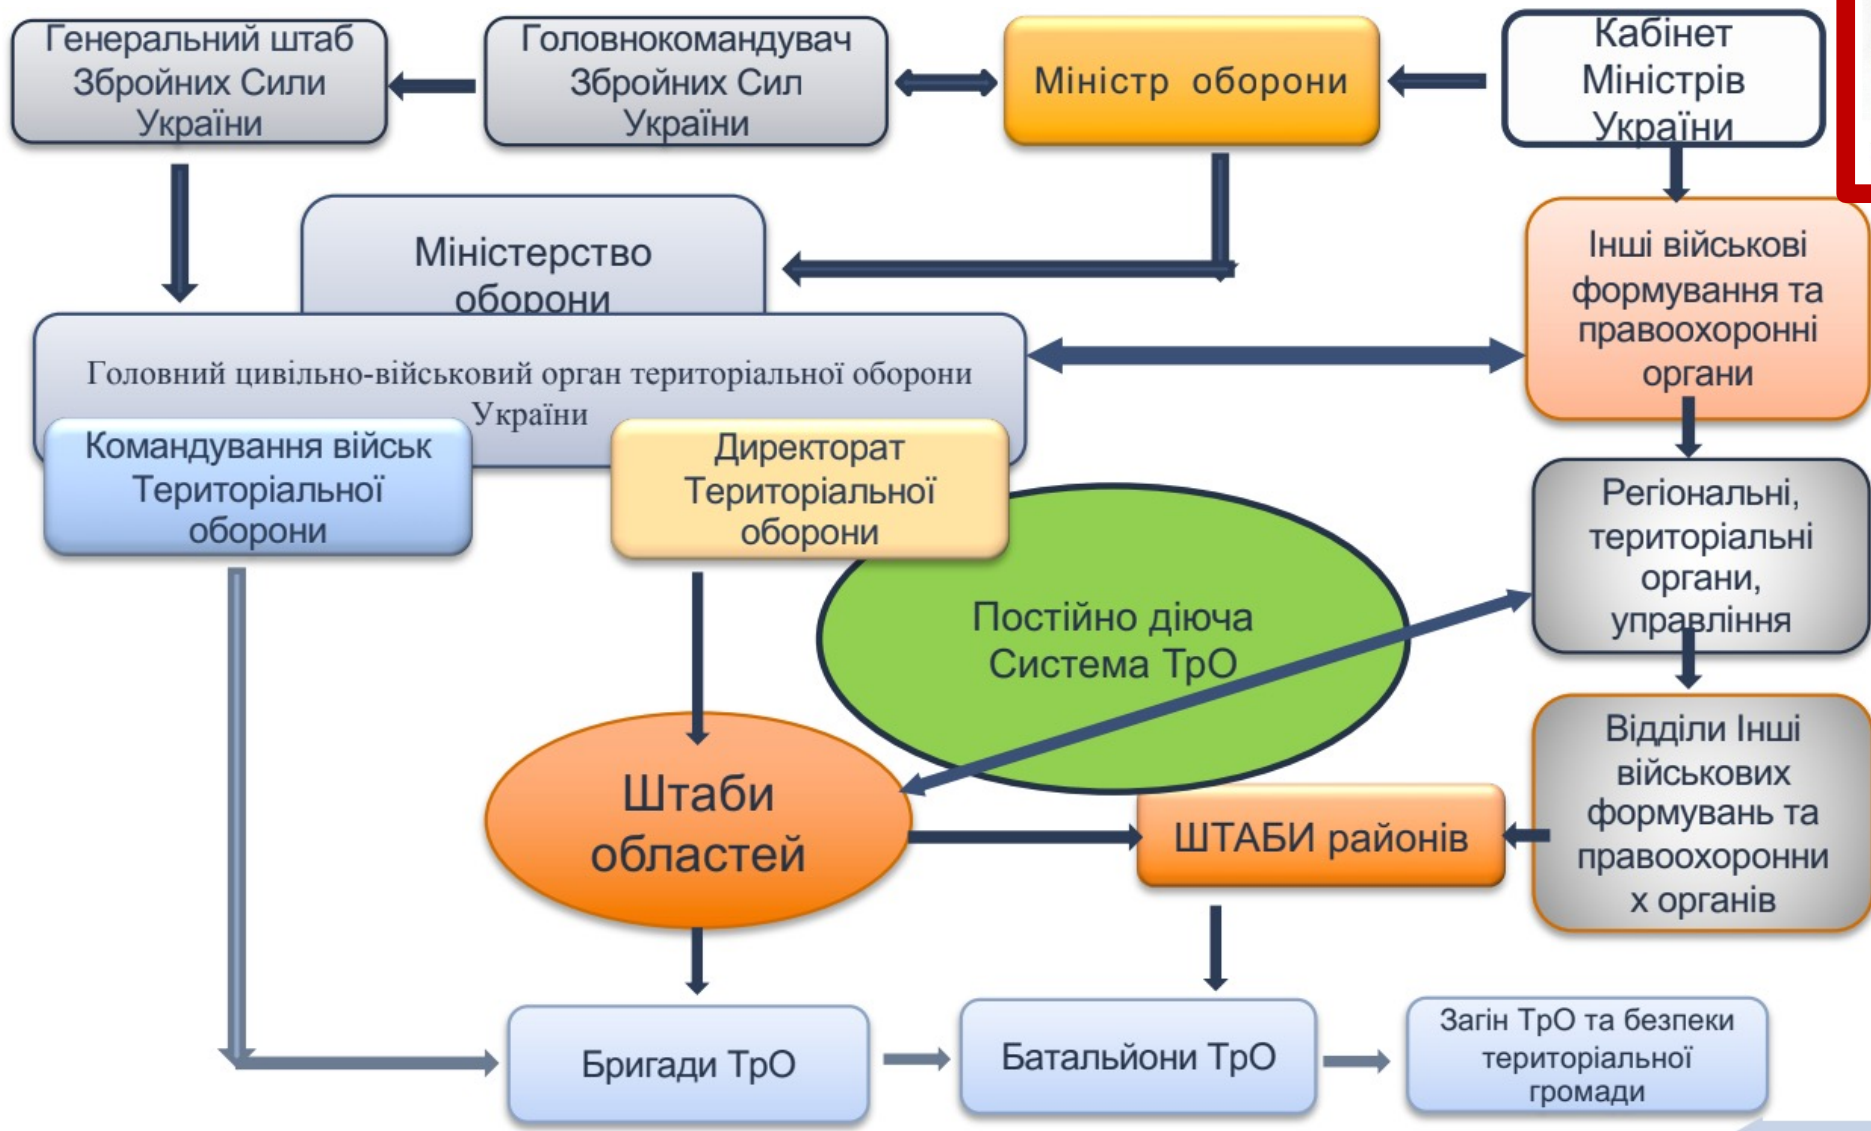 Генеральний штаб
Збройних Сили
України
Головнокомандувач
Збройних Сил
України
Міністр оборони
Кабінет
Міністрів
України
Міністерство
оборони
Інші військові
формування та
правоохоронні
органи
Головний цивільно-військовий орган територіальної оборони
України
Командування військ
Територіальної
оборони
Директорат
Територіальної
оборони
Регіональні,
територіальні
органи,
управління
Постійно діюча
Система ТрО
Штаби
областей
ШТАБИ районів
Відділи Інші
військових
формувань та
правоохоронни
х органів
Бригади ТрО
Батальйони ТрО
Загін ТрО та безпеки
територіальної
громади